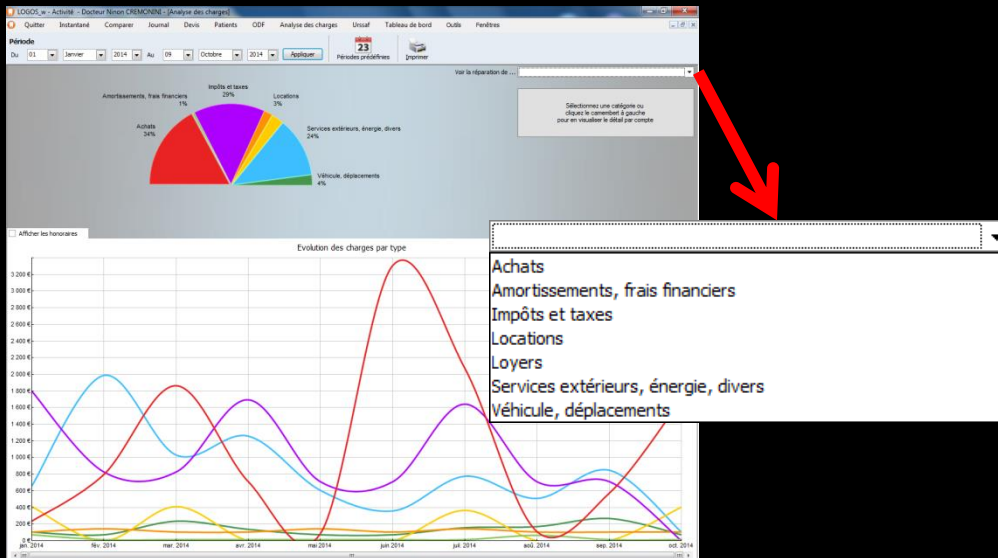 LOGOS_w - Activité - Docteur Ninon CREMONINI - [Analyse des charges]
Quitter Instantané Comparer Journal Devis Patients ODF Analyse des charges Urssaf Tableau de bord Outils Fenêtres
Période
Du 01 Janvier 2014 Au 09 Octobre 2014 Appliquer
23
Périodes prédéfinies
Imprimer
Voir la réparation de ...
Impôts et taxes
29%
Amortissements, frais financiers
1%
Locations
3%
Achats
34%
Services extérieurs, énergie, divers
24%
Véhicule, déplacements
4%
Sélectionnez une catégorie ou
cliquez le camembert à gauche
pour en visualiser le détail par compte
Afficher les honoraires
Evolution des charges par type
3 200 €
3 000 €
2 800 €
2 600 €
2 400 €
2 200 €
2 000 €
1 800 €
1 600 €
1 400 €
1 200 €
1 000 €
800 €
600 €
400 €
200 €
0 €
jan. 2014 fév. 2014 mar. 2014 avr. 2014 mai 2014 juin 2014 juil. 2014 aoû. 2014 sep. 2014 oct. 2014
Achats
Amortissements, frais financiers
Impôts et taxes
Locations
Loyers
Services extérieurs, énergie, divers
Véhicule, déplacements